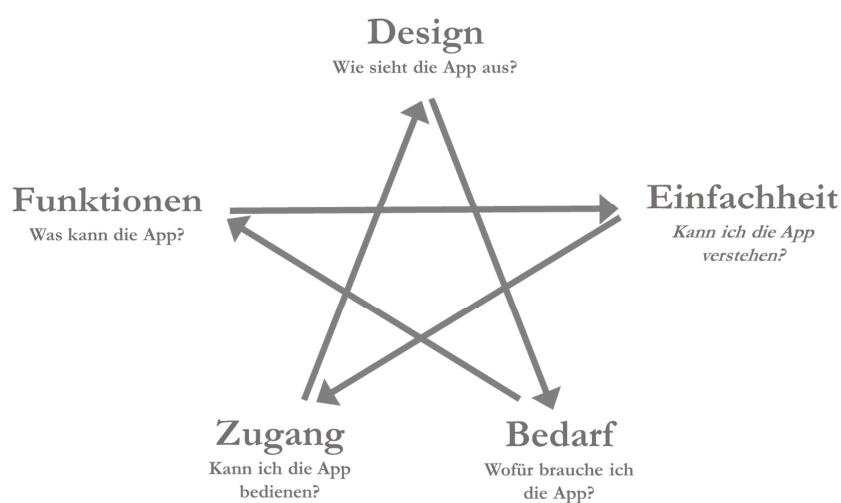 Design
Wie sieht die App aus?
Funktionen
Was kann die App?
Einfachheit
Kann ich die App
verstehen?
Zugang
Kann ich die App
bedienen?
Bedarf
Wofür brauche ich
die App?